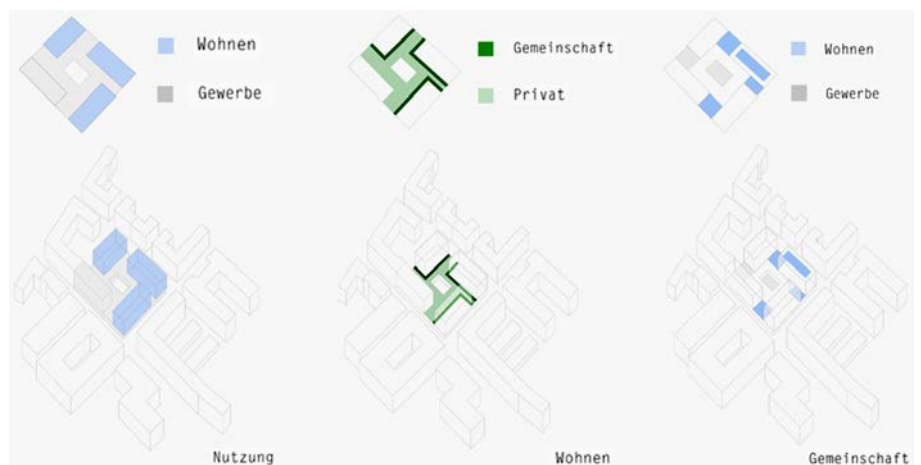 Wohnen
Gewerbe
Gemeinschaft
Privat
Wohnen
Gewerbe
Nutzung
Wohnen
Gemeinschaft